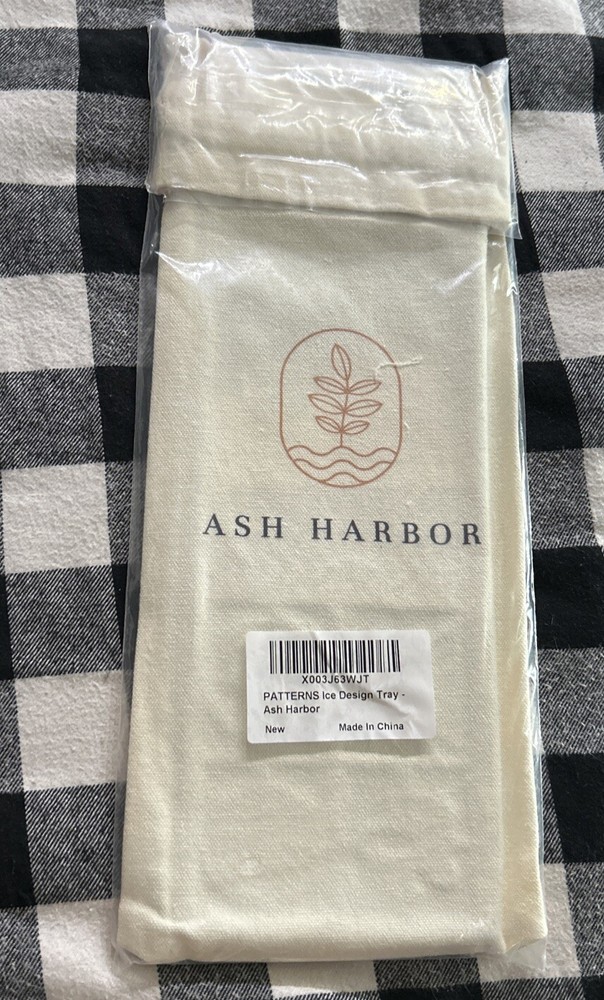 ASH HARBOR
X003J63WJT
PATTERNS Ice Design Tray -
Ash Harbor
New Made In China